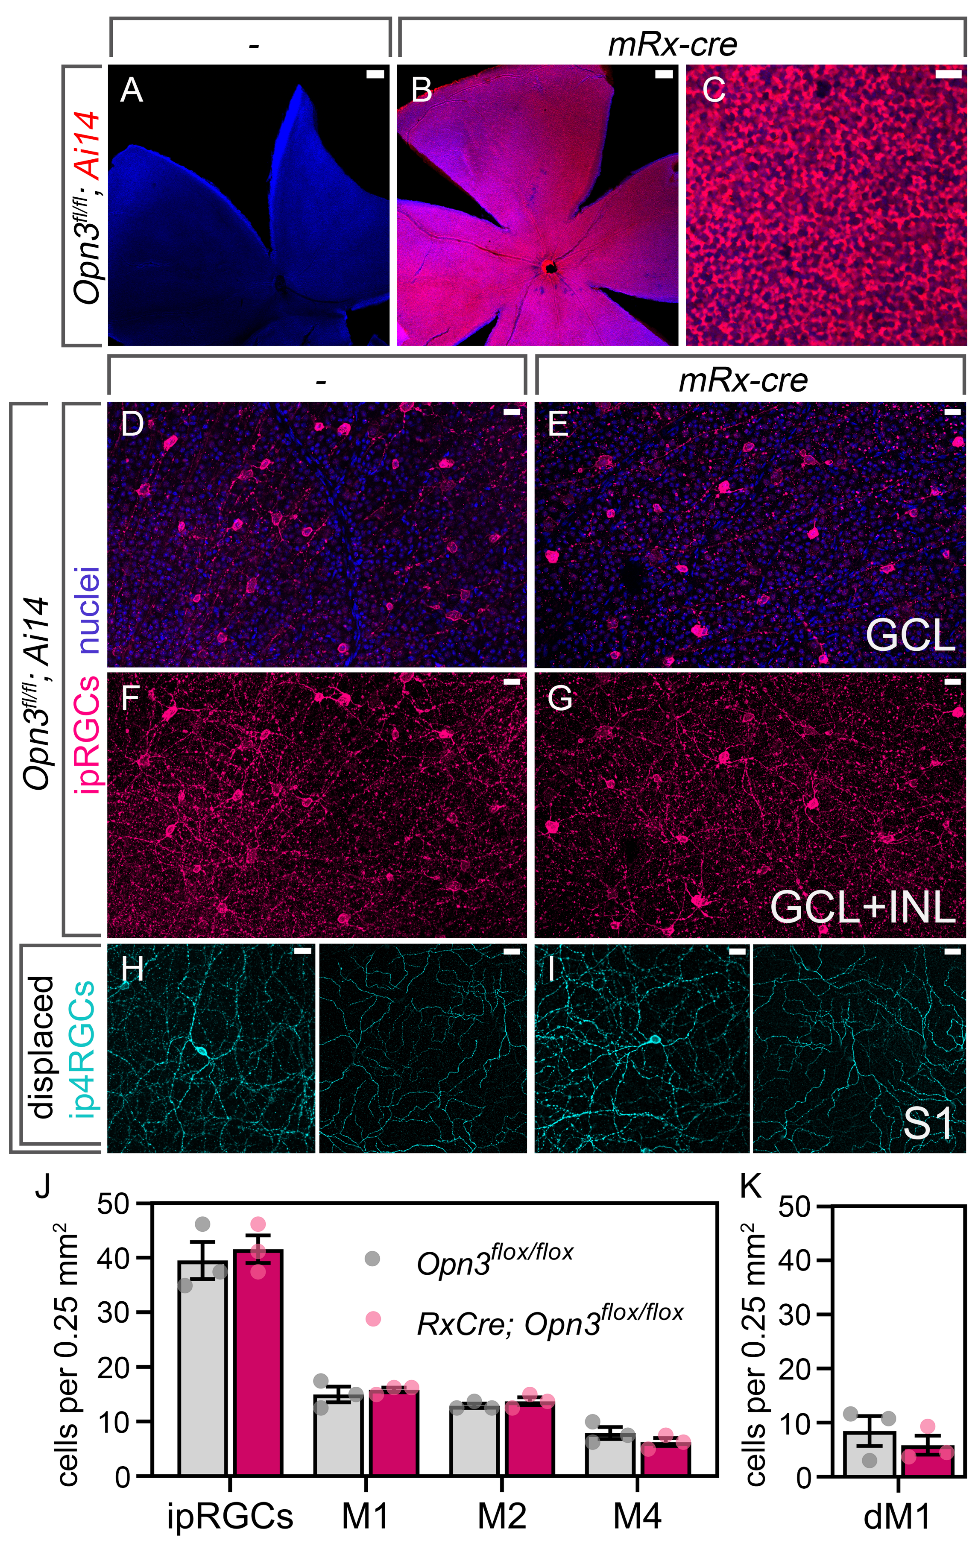 -
mRx-cre
Opn3fl/fl; Ai14
A
B
C
-
mRx-cre
Opn3fl/fl; Ai14
ipRGCs nuclei
D
E
GCL
F
G
GCL+INL
displaced
ip4RGCs
H
I
S1
J
cells per 0.25 mm2
50
40
30
20
10
0
Opn3flox/flox
RxCre; Opn3flox/flox
ipRGCs
M1
M2
M4
K
cells per 0.25 mm2
50
40
30
20
10
0
dM1